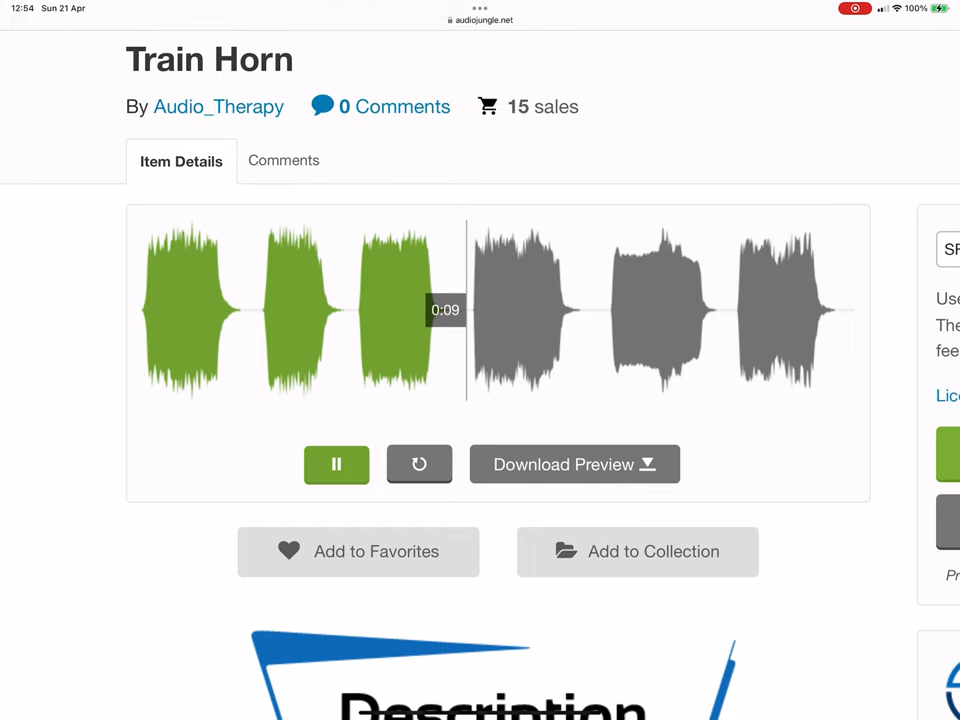 12:54 Sun 21 Apr
100%
audiojungle.net
Train Horn
By Audio_Therapy 0 Comments 15 sales
Item Details Comments
0:09
Download Preview
Add to Favorites Add to Collection
Description